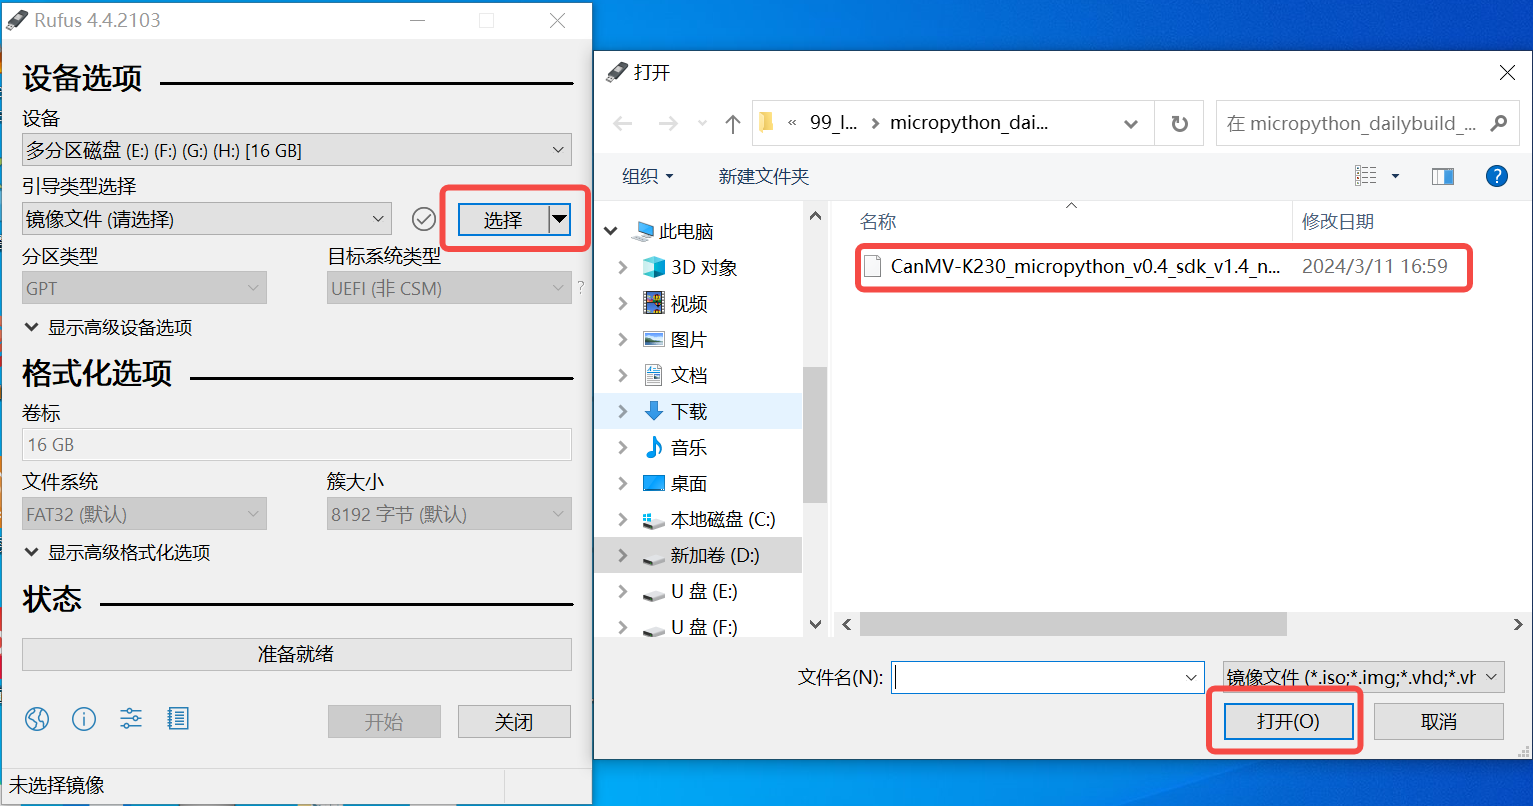 Rufus 4.4.2103
设备选项
设备
多分区磁盘 (E:) (F:) (G:) (H:) [16 GB]
引导类型选择
镜像文件 (请选择)
选择
分区类型
目标系统类型
GPT
UEFI (非 CSM)
?
显示高级设备选项
格式化选项
卷标
16 GB
文件系统
簇大小
FAT32 (默认)
8192 字节 (默认)
显示高级格式化选项
状态
准备就绪
开始
关闭
未选择镜像
打开
« 99_l... › micropython_dai...
在 micropython_dailybuild_...
组织
新建文件夹
?
名称
修改日期
CanMV-K230_micropython_v0.4_sdk_v1.4_n...
2024/3/11 16:59
此电脑
3D 对象
视频
图片
文档
下载
音乐
桌面
本地磁盘 (C:)
新加卷 (D:)
U 盘 (E:)
U 盘 (F:)
文件名(N):
镜像文件 (*.iso;*.img;*.vhd;*.vh
打开(O)
取消